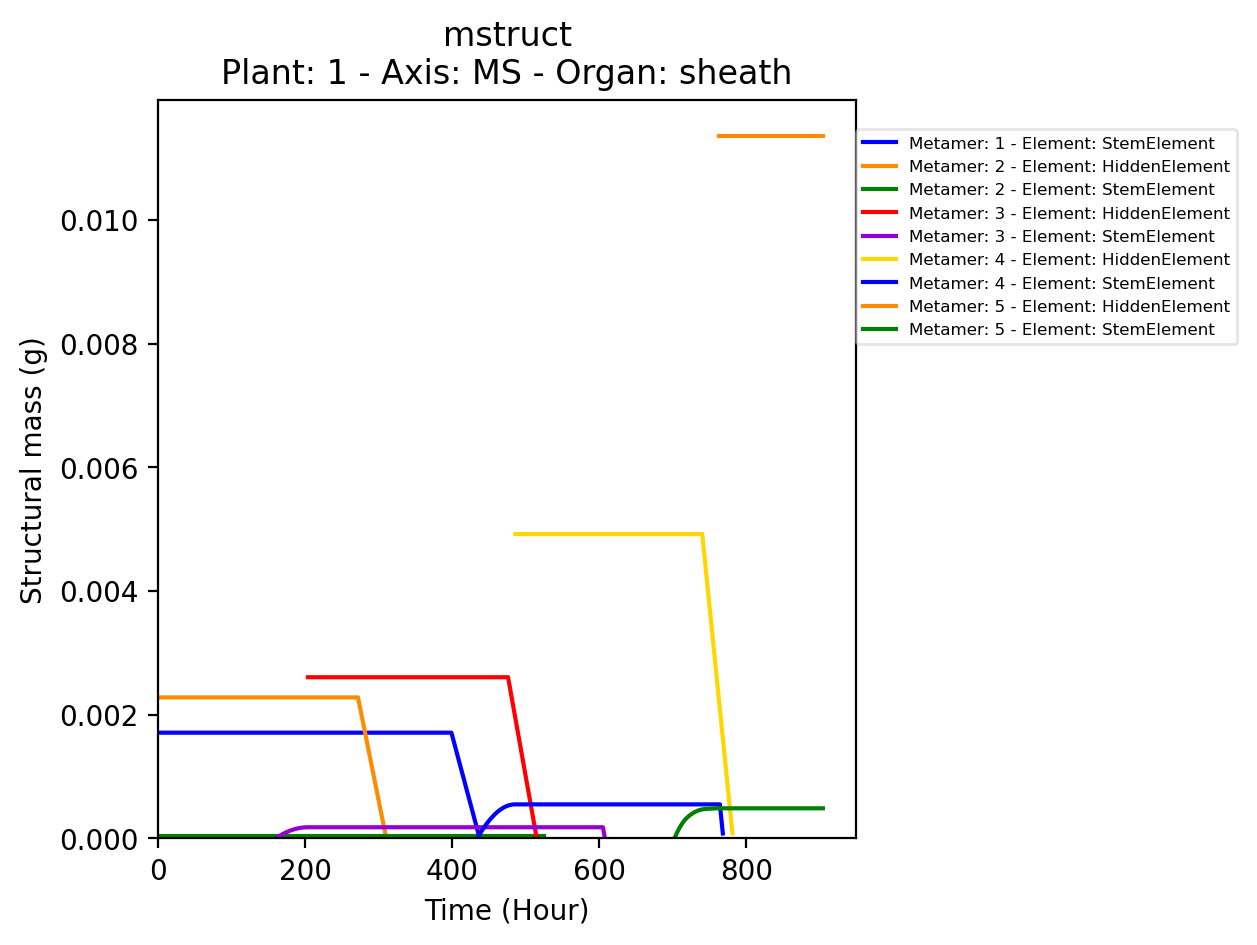 mstruct
Plant: 1 - Axis: MS - Organ: sheath
Metamer: 1 - Element: StemElement
Metamer: 2 - Element: HiddenElement
Metamer: 2 - Element: StemElement
Metamer: 3 - Element: HiddenElement
Metamer: 3 - Element: StemElement
Metamer: 4 - Element: HiddenElement
Metamer: 4 - Element: StemElement
Metamer: 5 - Element: HiddenElement
Metamer: 5 - Element: StemElement
Structural mass (g)
0.010
0.008
0.006
0.004
0.002
0.000
0 200 400 600 800
Time (Hour)